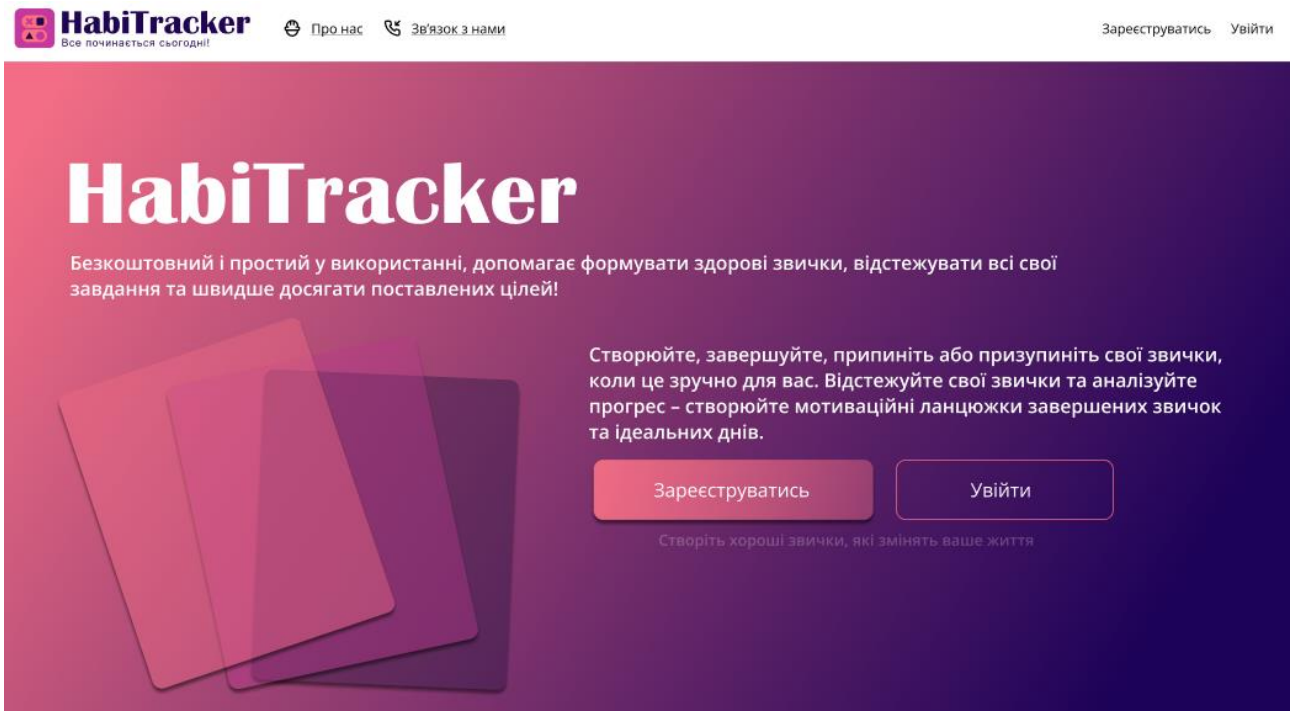 HabiTracker
Все починається сьогодні!
Про нас
Зв'язок з нами
Зареєструватись
Увійти
HabiTracker
Безкоштовний і простий у використанні, допомагає формувати здорові звички, відстежувати всі свої
завдання та швидше досягати поставлених цілей!
Створюйте, завершуйте, припиніть або призупиніть свої звички,
коли це зручно для вас. Відстежуйте свої звички та аналізуйте
прогрес – створюйте мотиваційні ланцюжки завершених звичок
та ідеальних днів.
Зареєструватись
Увійти
Створіть хороші звички, які змінять ваше життя